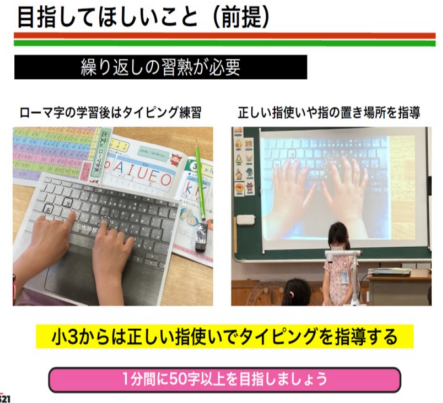 目指してほしいこと（前提）
繰り返しの習熟が必要
ローマ字の学習後はタイピング練習
正しい指使いや指の置き場所を指導
AIUEO
小3からは正しい指使いでタイピングを指導する
1分間に50字以上を目指しましょう
521